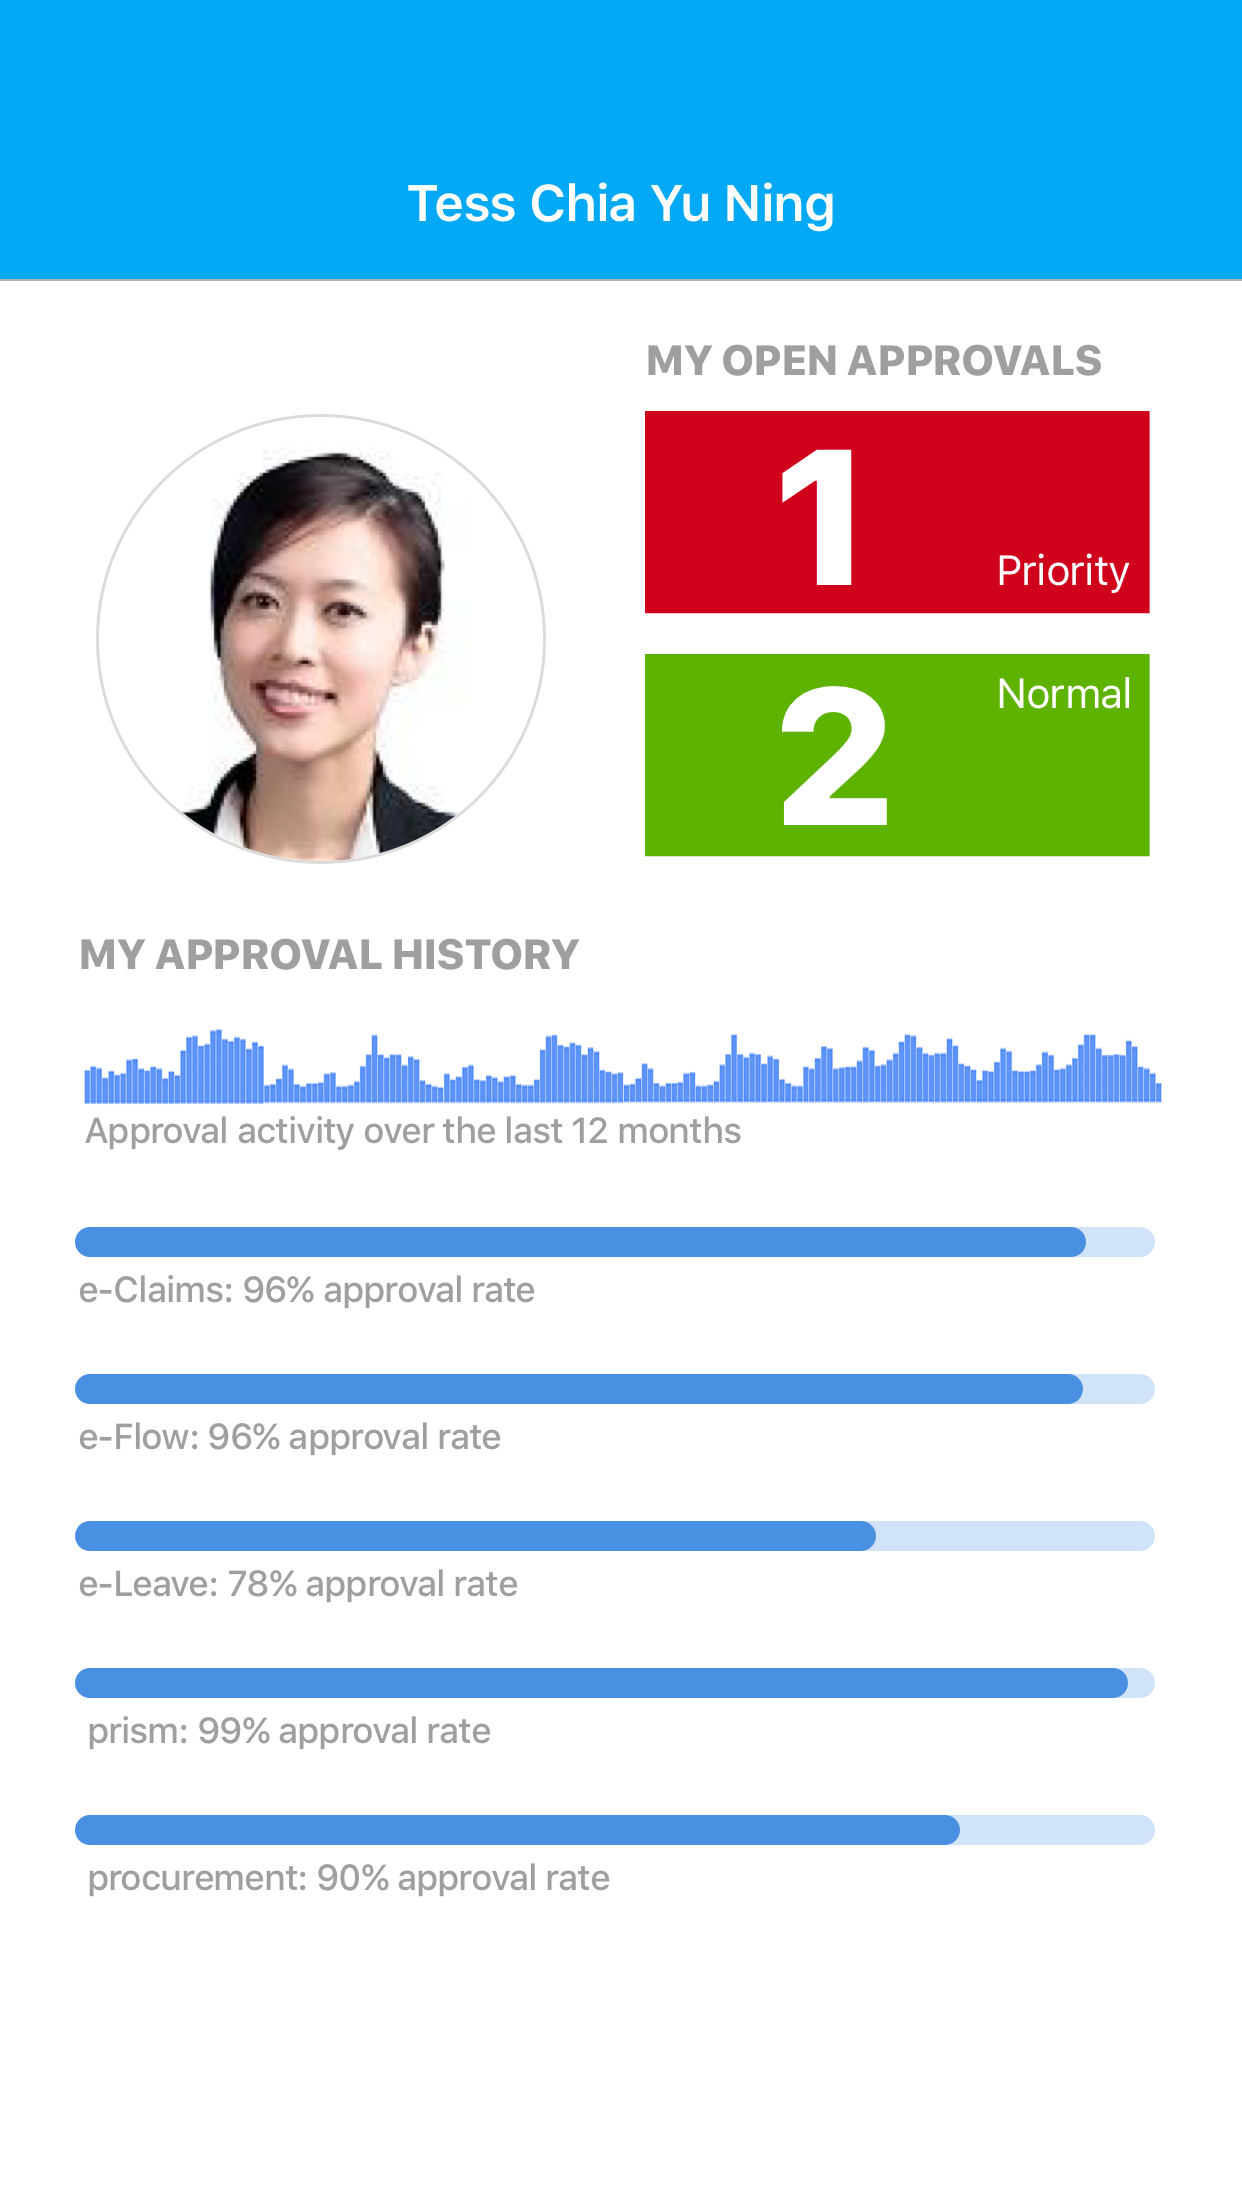 Tess Chia Yu Ning
MY OPEN APPROVALS
1
Priority
Normal
2
MY APPROVAL HISTORY
Approval activity over the last 12 months
e-Claims: 96% approval rate
e-Flow: 96% approval rate
e-Leave: 78% approval rate
prism: 99% approval rate
procurement: 90% approval rate